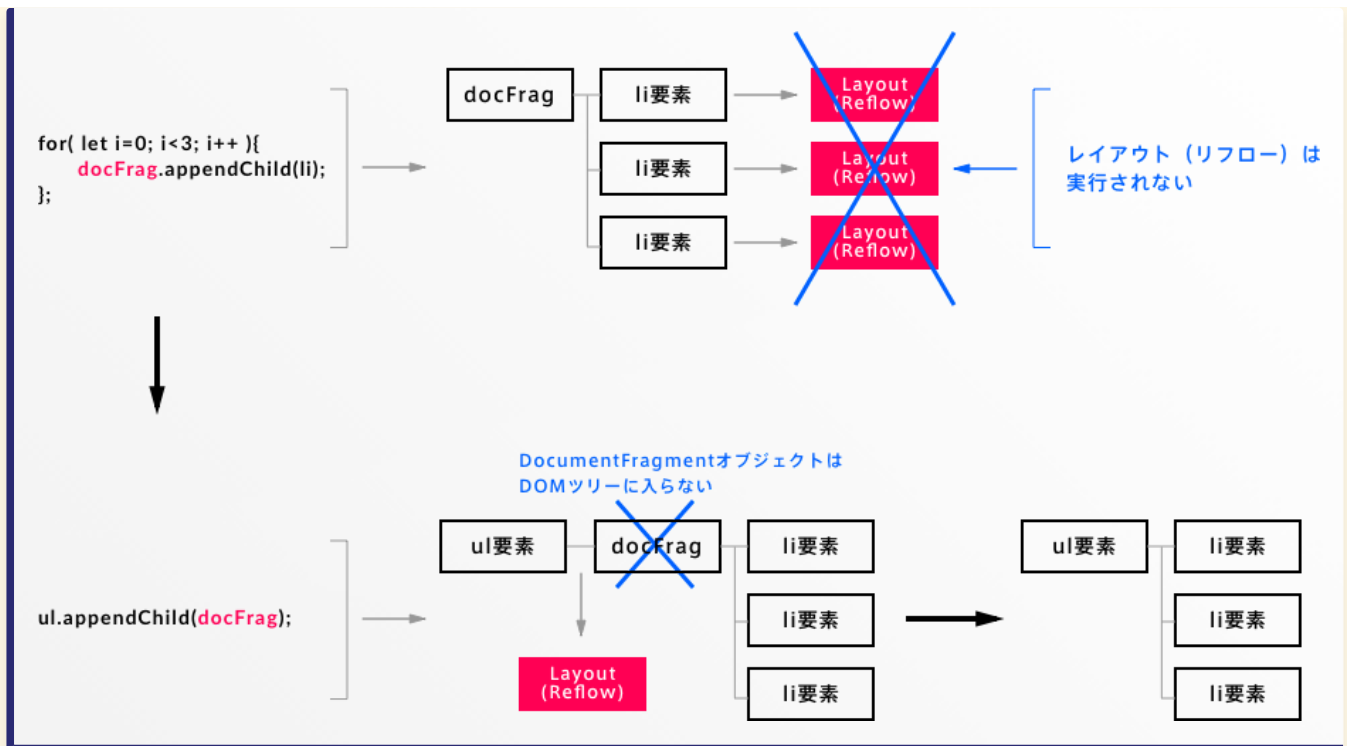 for( let i=0; i<3; i++ ){
docFrag.appendChild(li);
};
docFrag
li要素
Layout
(Reflow)
li要素
Layout
(Reflow)
li要素
Layout
(Reflow)
レイアウト（リフロー）は
実行されない
DocumentFragmentオブジェクトは
DOMツリーに入らない
ul.appendChild(docFrag);
ul要素
docFrag
li要素
li要素
li要素
Layout
(Reflow)
ul要素
li要素
li要素
li要素